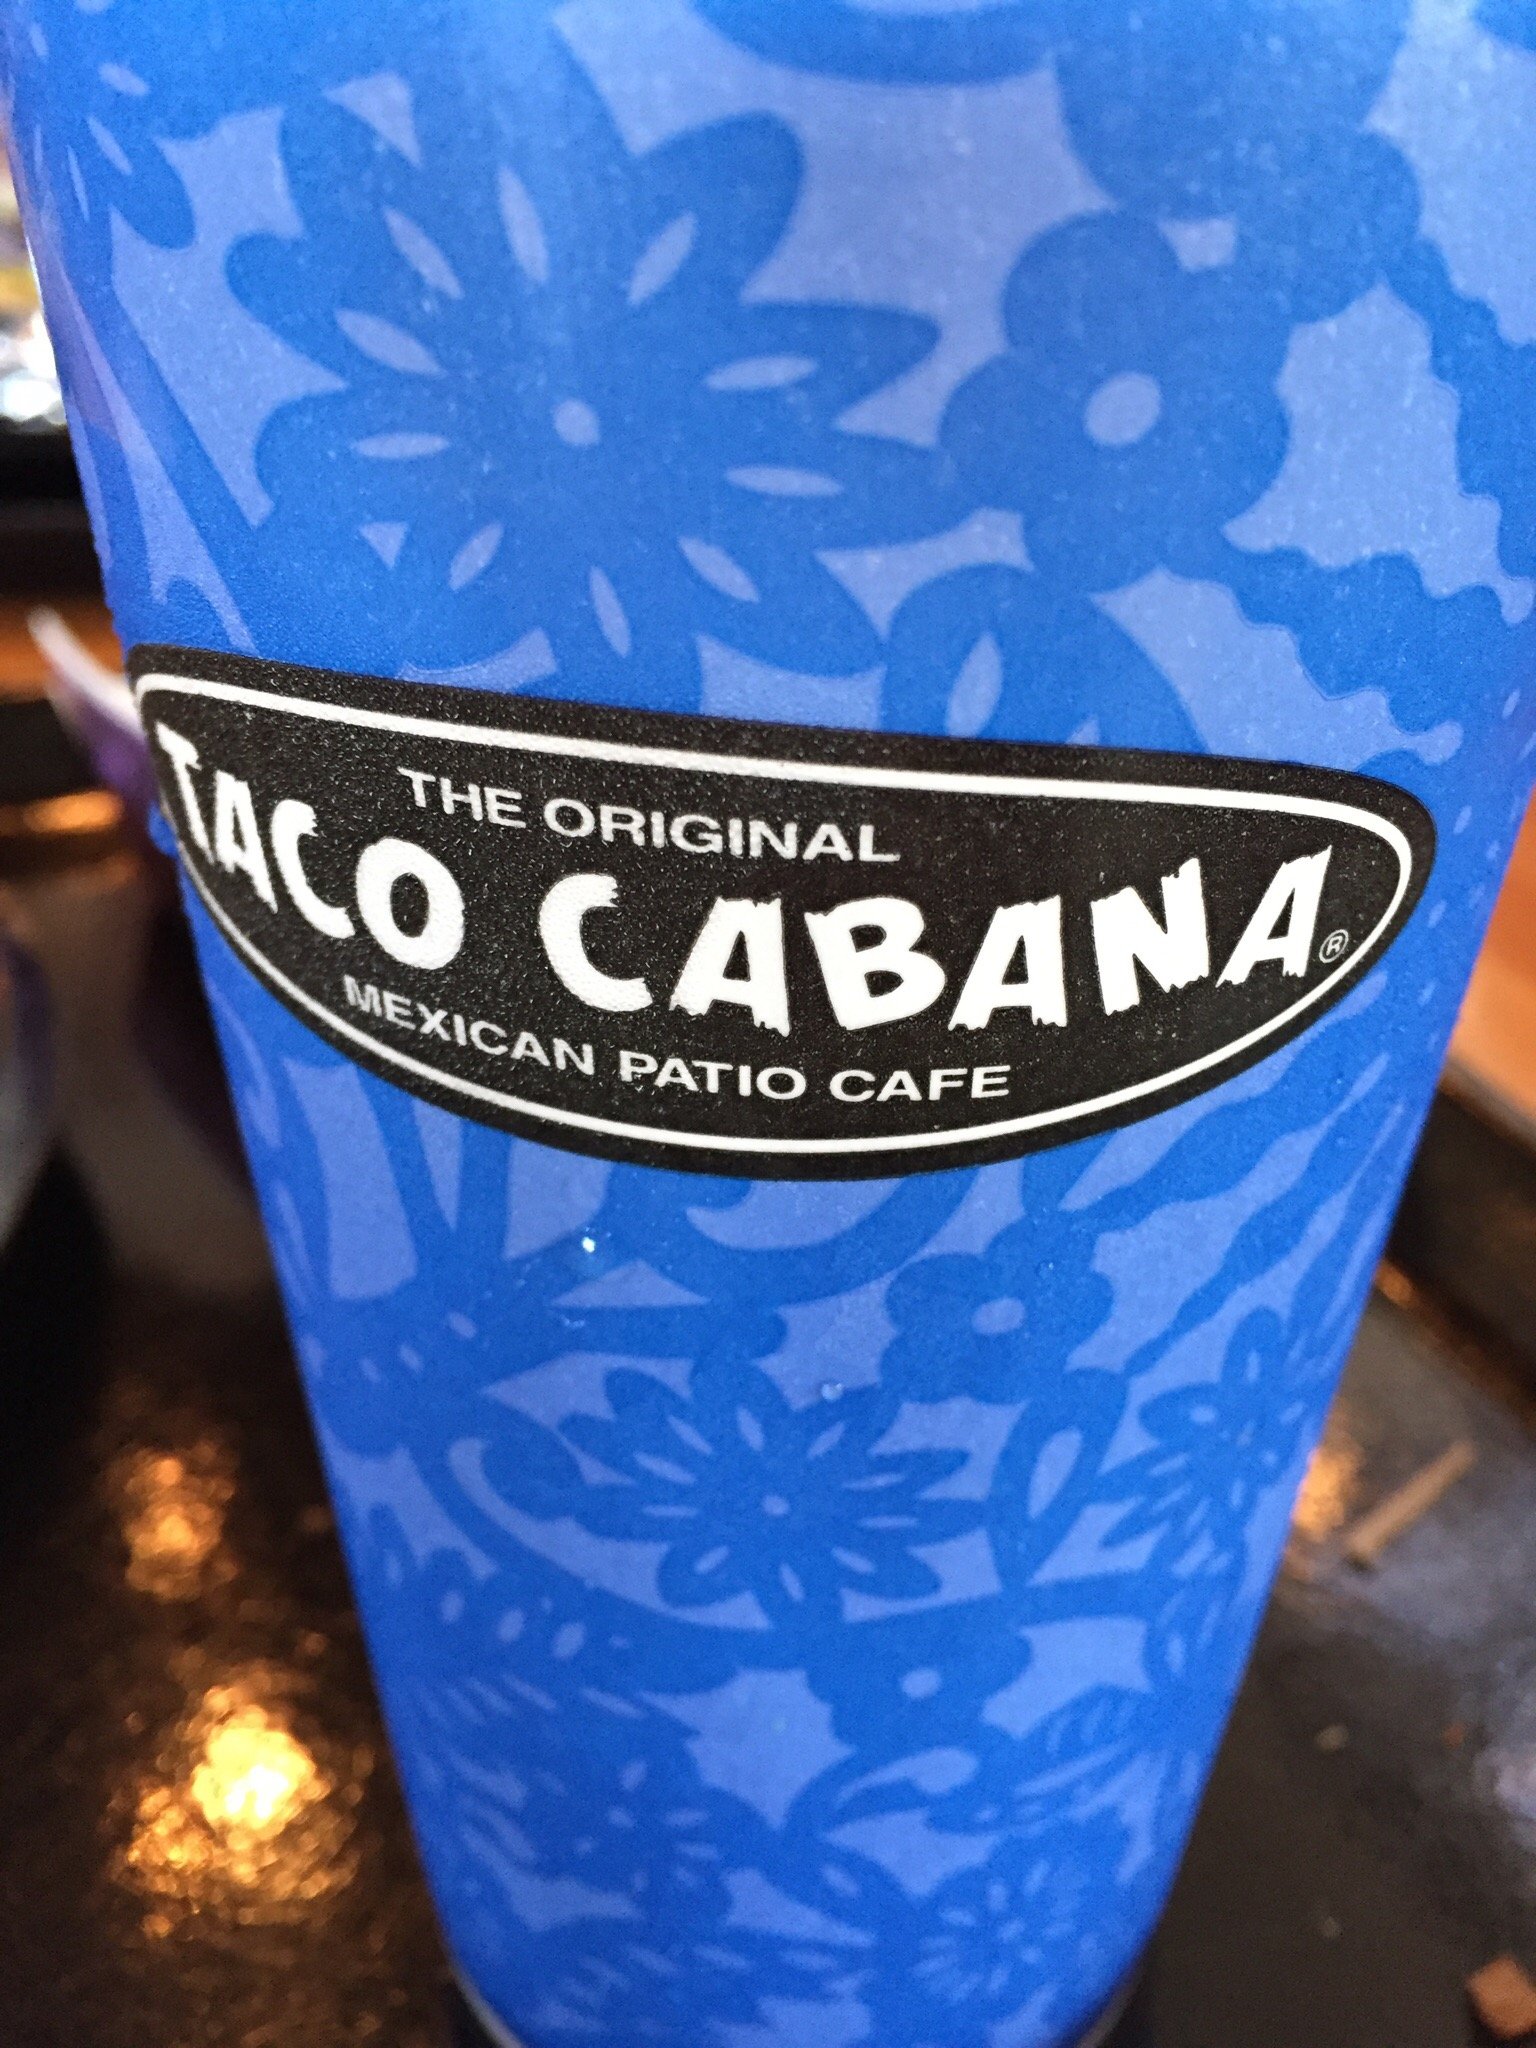 THE ORIGINAL
TACO CABANA®
MEXICAN PATIO CAFE